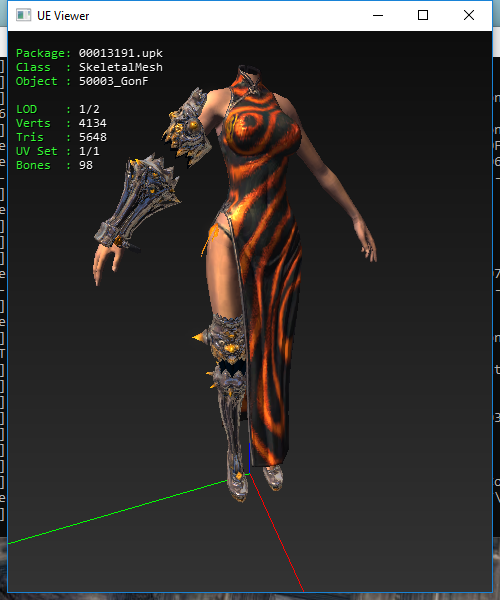 UE Viewer
Package: 00013191.upk
Class : SkeletalMesh
Object : 50003_GonF
LOD : 1/2
Verts : 4134
Tris : 5648
UV Set : 1/1
Bones : 98